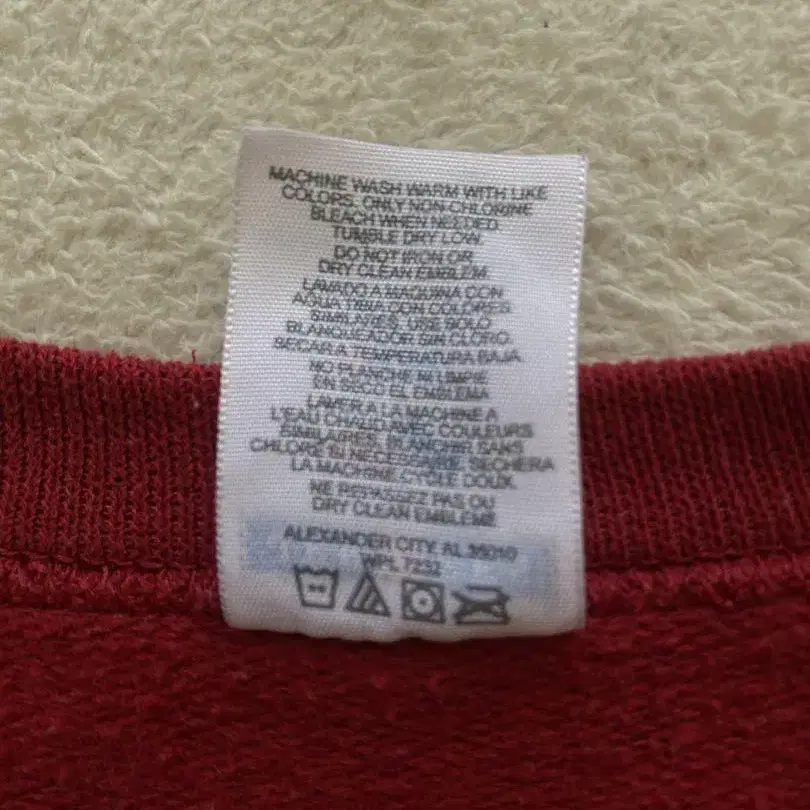 MACHINE WASH WARM WITH LIKE
COLORS. ONLY NON-CHLORINE
BLEACH WHEN NEEDED.
TUMBLE DRY LOW.
DO NOT IRON OR
DRY CLEAN EMBLEM.
LAVADO A MAQUINA CON
AGUA TIBIA CON COLORES
SIMILARES. USE SOLO
BLANQUEADOR SIN CLORO.
SECAR A TEMPERATURA BAJA.
NO PLANCHE NI LIMPIE
EN SECO EL EMBLEMA
LAVER A LA MACHINE A
L'EAU CHAUD AVEC COULEURS
SIMILAIRES. BLANCHIR SANS
CHLORE SI NECESSAIRE. SECHER A
LA MACHINE CYCLE DOUX.
NE REPASSEZ PAS OU
DRY CLEAN EMBLEME
ALEXANDER CITY, AL 35010
WPL 7232